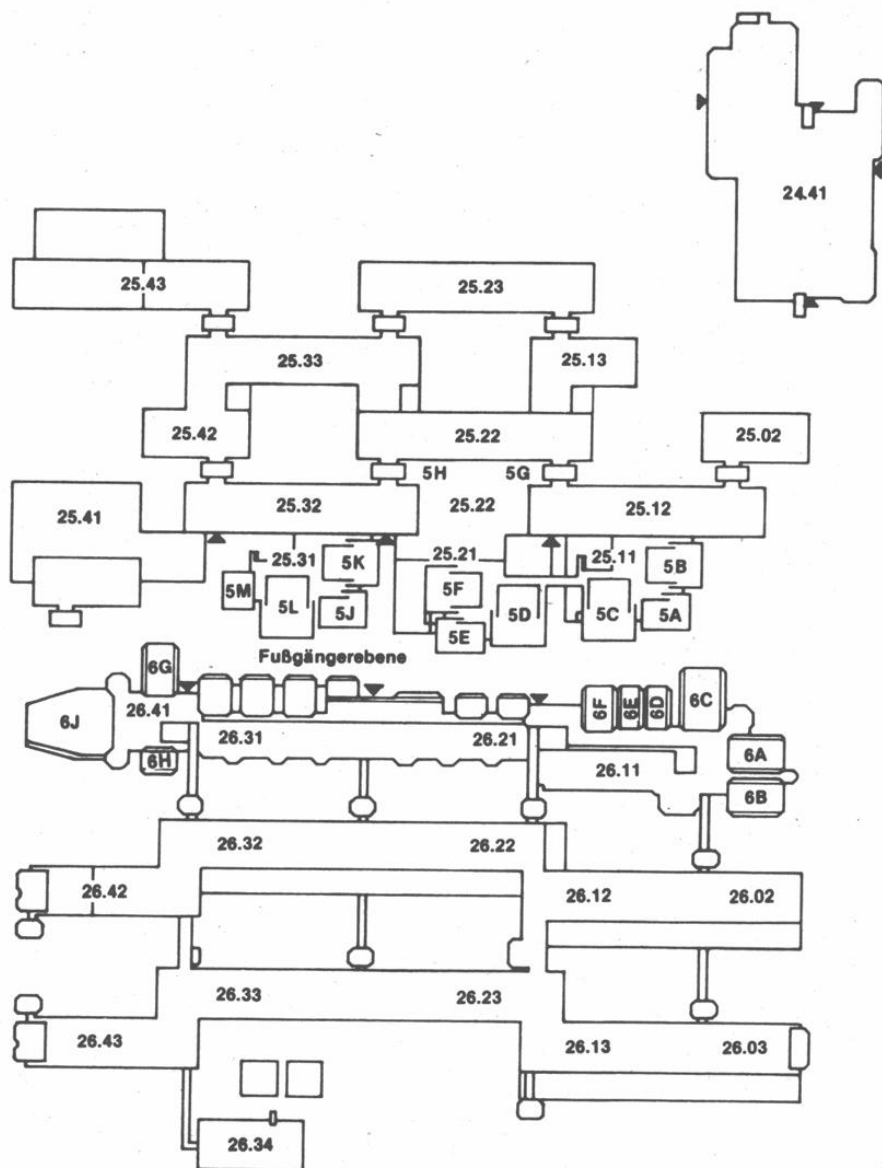 24.41
25.43
25.23
25.33
25.13
25.42
25.22
25.02
5H
5G
25.41
25.32
25.22
25.12
25.31
5K
25.21
25.11
5B
5M
5L
5J
5F
5D
5C
5A
5E
Fußgängerebene
6G
6J
26.41
6F
6E
6D
6C
26.31
26.21
6H
26.11
6A
6B
26.32
26.22
26.42
26.12
26.02
26.33
26.23
26.43
26.13
26.03
26.34